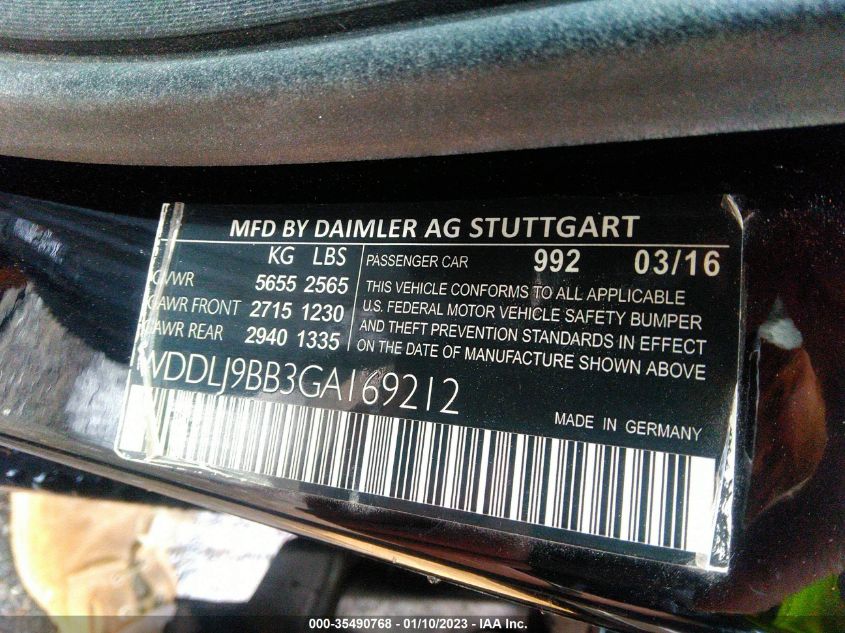 MFD BY DAIMLER AG STUTTGART
KG LBS
GVWR 5655 2565
GAWR FRONT 2715 1230
GAWR REAR 2940 1335
PASSENGER CAR 992 03/16
THIS VEHICLE CONFORMS TO ALL APPLICABLE
U.S. FEDERAL MOTOR VEHICLE SAFETY BUMPER
AND THEFT PREVENTION STANDARDS IN EFFECT
ON THE DATE OF MANUFACTURE SHOWN ABOVE
WDDLJ9BB3GA169212
MADE IN GERMANY
000-35490768 - 01/10/2023 - IAA Inc.